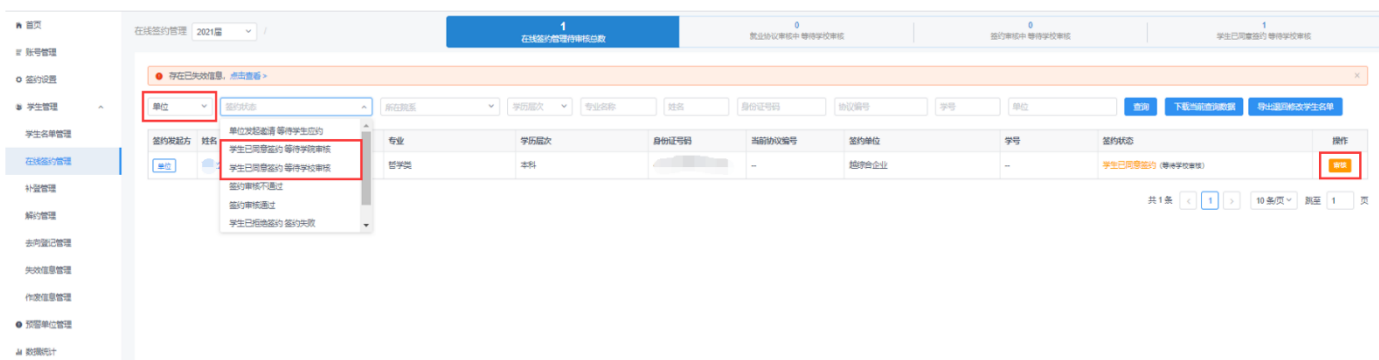 首页
账号管理
签约设置
学生管理
学生名单管理
在线签约管理
补登管理
解约管理
去向登记管理
失效信息管理
作废信息管理
预警单位管理
数据统计
在线签约管理 2021届 /
1
在线签约管理待审核总数
0
就业协议审核中 等待学校审核
0
签约审核中 等待学校审核
1
学生已同意签约 等待学校审核
存在已失效信息，点击查看 >
单位 签约状态 所在院系 学历层次 专业名称 姓名 身份证号码 协议编号 学号 单位 查询 下载当前查询数据 导出退回修改学生名单
单位发起邀请 等待学生应约
学生已同意签约 等待学院审核
学生已同意签约 等待学校审核
签约审核不通过
签约审核通过
学生已拒绝签约 签约失败
签约发起方 姓名 专业 学历层次 身份证号码 当前协议编号 签约单位 学号 签约状态 操作
单位 哲学类 本科 -- 超综合企业 -- 学生已同意签约 (等待学校审核) 审核
共 1 条 < 1 > 10 条/页 跳至 1 页